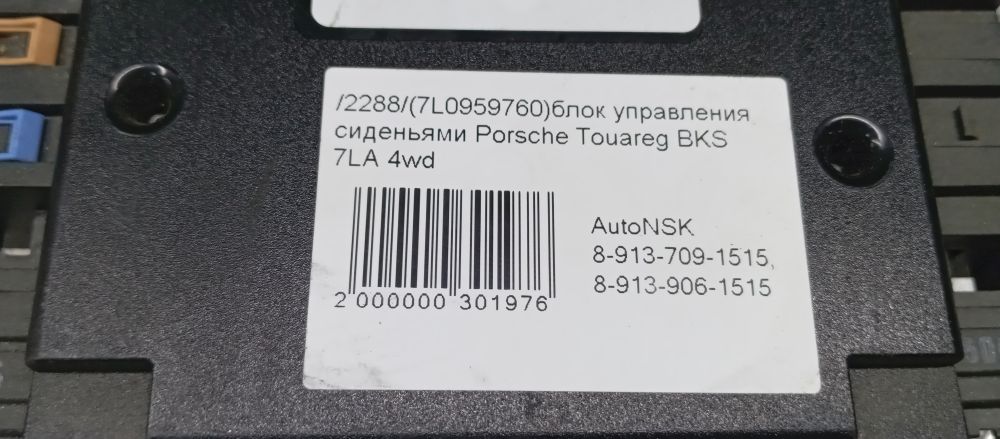 /2288/(7L0959760)блок управления
сиденьями Porsche Touareg BKS
7LA 4wd
AutoNSK
8-913-709-1515,
8-913-906-1515
2 000000 301976